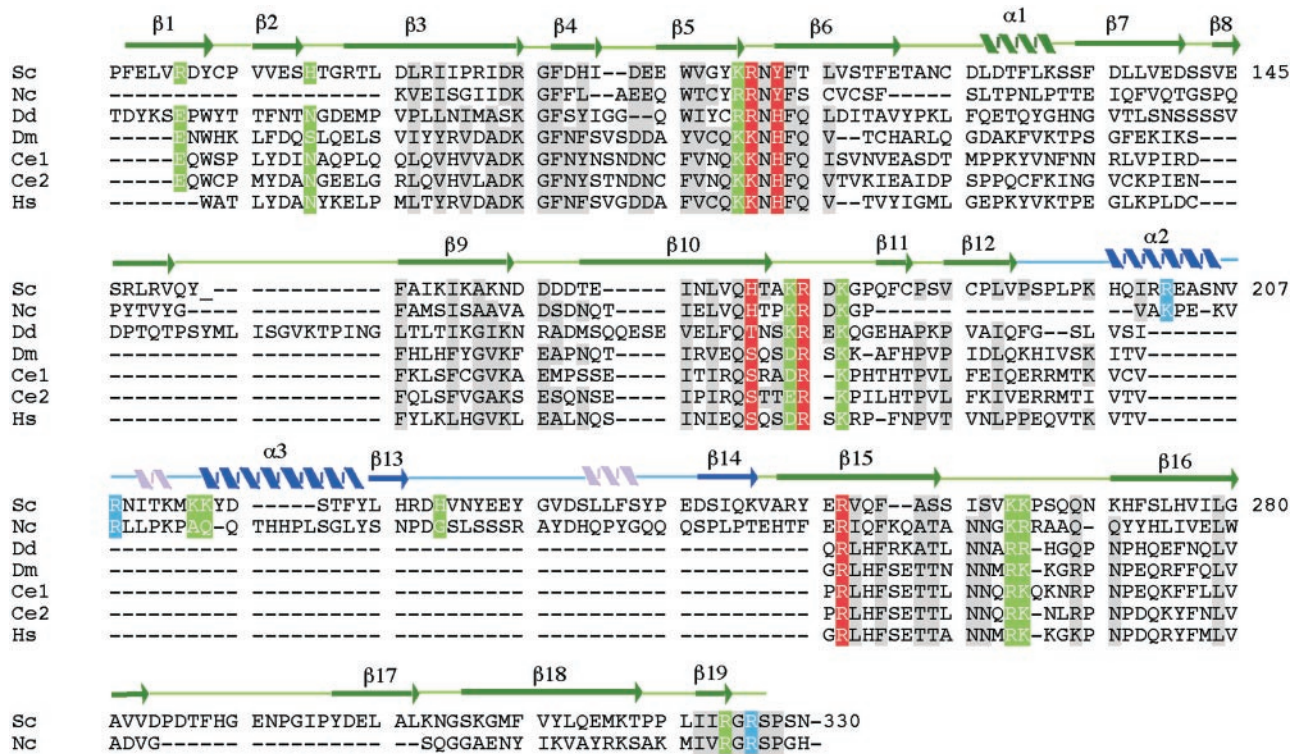 β1 β2 β3 β4 β5 β6 α1 β7 β8
Sc PFELVRDYCP VVESHTGRTL DLRIIPRIDR GFDHI--DEE WVGYKRNYFT LVSTFETANC DLDTFLKSSF DLLVEDSSVE 145
Nc ---------- ---------- KVEISGIIDK GFFL--AEEQ WTCYRRNYFS CVCSF----- SLTPNLPTTE IQFVQTGSPQ
Dd TDYKSEPWYT TFNTNGDEMP VPLLNIMASK GFSYIGG--Q QWIYCRRNHFQ LDITAVYPKL FQETQYGHNG VTLSNSSSSV
Dm -----ENWHK LFDQSLQELS VIYYRVDADK GFNFSVSDDA YVCQKKNHFQ V--TCHARLQ GDAKFVKTPS GFEKIKS---
Ce1 -----EQWSP LYDINAQPLQ QLQVHVVADK GFNYNSNDNC FVNQKKNHFQ ISVNVEASDT MPPKYVNFNN RLVPIRD---
Ce2 -----EQWCP MYDANGEELG RLQVHVLADK GFNYSTNDNC FVNQKKNHFQ VTVKIEAIDP SPPQCFKING VCKPIEN---
Hs -------WAT LYDANYKELP MLTYRVDADK GFNFSVGDDA FVCQKKNHFQ V--TVYIGML GEPKYVKTPE GLKPLDC---
β9 β10 β11 β12 α2
Sc SRLRVQY_-- ---------- FAIKIKAKND DDDTE----- INLVQHTAKR DKGPQFCPSV CPLVPSPLPK HQIRREASNV 207
Nc PYTVYG---- ---------- FAMSISAAVA DSDNQT---- IELVQHTPKR DKGP------ ---------- --VAKPE-KV
Dd DPTQTPSYML ISGVKTPING LTLTIKGIKN RADMSQQESE VELFQTNSKR EKQGEHAPKP VAIQFG--SL VSI-------
Dm ---------- ---------- FHLHFYGVKF EAPNQT---- IRVEQSQSDR SKK-AFHPVP IDLQKHIVSK ITV-------
Ce1 ---------- ---------- FKLSFCGVKA EMPSSE---- ITIRQSRADR SKPHTHTPVL FEIQERRMTK VCV-------
Ce2 ---------- ---------- FQLSFVGAKS ESQNSE---- IPIRQSTTER SKPILHTPVL FKIVERRMTI VTV-------
Hs ---------- ---------- FYLKLHGVKL EALNQS---- INIEQSQSDR SKRP-FNPVT VNLPPEQVTK VTV-------
α3 β13 β14 β15 β16
Sc RNITKMKKYD -----STFYL HRDHVNYEEY GVDSLLFSYP EDSIQKVARY ERVQF--ASS ISVKKPSQQN KHFSLHVILG 280
Nc RLLPKPAQ-Q THHPLSGLYS NPDGSLSSSR AYDHQPYGQQ QSPLPTEHTF ERIQFKQATA NNGKRRAAQ- QYYHLIVELW
Dd ---------- ---------- ---------- ---------- ---------- QRLHFRKATL NNARR-HGQP NPHQEFNQLV
Dm ---------- ---------- ---------- ---------- ---------- GRLHFSETTN NNMRK-KGRP NPEQRFFQLV
Ce1 ---------- ---------- ---------- ---------- ---------- PRLHFSETTL NNQRKQKNRP NPEQKFFLLV
Ce2 ---------- ---------- ---------- ---------- ---------- PRLHFSETTL NNQRK-NLRP NPDQKYFNLV
Hs ---------- ---------- ---------- ---------- ---------- GRLHFSETTA NNMRK-KGKP NPDQRYFMLV
β17 β18 β19
Sc AVVDPDTFHG ENPGIPYDEL ALKNGSKGMF VYLQEMKTPP LIIRGRSPSN-330
Nc ADVG------ ---------- --SQGGAENY IKVAYRKSAK MIVRGRSPGH-